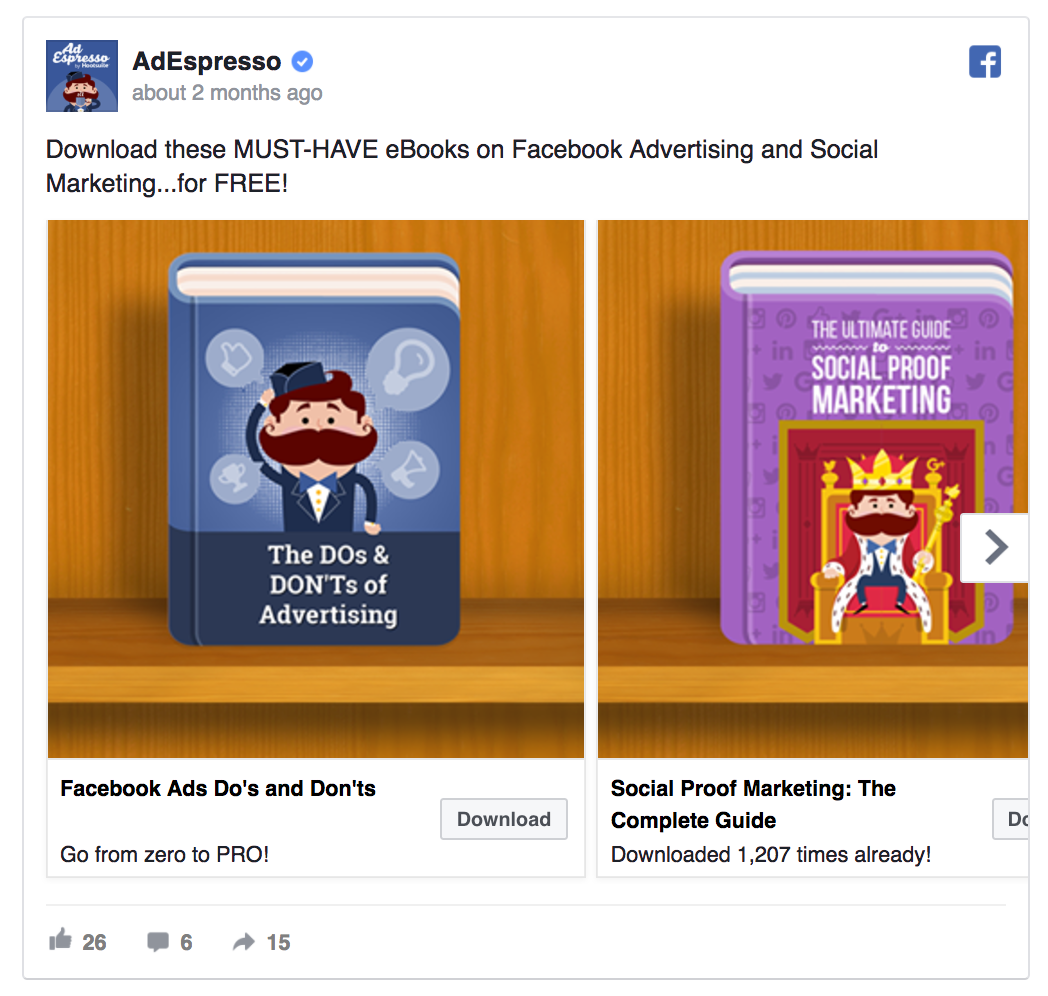 Ad
Espresso
by Hootsuite
AdEspresso
about 2 months ago
Download these MUST-HAVE eBooks on Facebook Advertising and Social
Marketing...for FREE!
The DOs &
DON'Ts of
Advertising
THE ULTIMATE GUIDE
to
SOCIAL PROOF
MARKETING
Facebook Ads Do's and Don'ts
Download
Go from zero to PRO!
Social Proof Marketing: The
Complete Guide
Downloaded 1,207 times already!
26
6
15